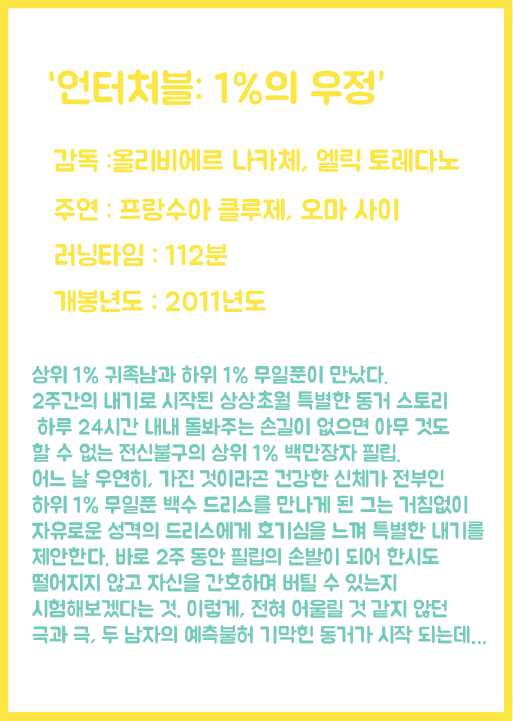 ‘언터처블: 1%의 우정’
감독 :올리비에르 나카체, 엘릭 토레다노
주연 : 프랑수아 클루제, 오마 사이
러닝타임 : 112분
개봉년도 : 2011년도
상위 1% 귀족남과 하위 1% 무일푼이 만났다.
2주간의 내기로 시작된 상상초월 특별한 동거 스토리
하루 24시간 내내 돌봐주는 손길이 없으면 아무 것도
할 수 없는 전신불구의 상위 1% 백만장자 필립.
어느 날 우연히, 가진 것이라곤 건강한 신체가 전부인
하위 1% 무일푼 백수 드리스를 만나게 된 그는 거침없이
자유로운 성격의 드리스에게 호기심을 느껴 특별한 내기를
제안한다. 바로 2주 동안 필립의 손발이 되어 한시도
떨어지지 않고 자신을 간호하며 버틸 수 있는지
시험해보겠다는 것. 이렇게, 전혀 어울릴 것 같지 않던
극과 극, 두 남자의 예측불허 기막힌 동거가 시작 되는데...